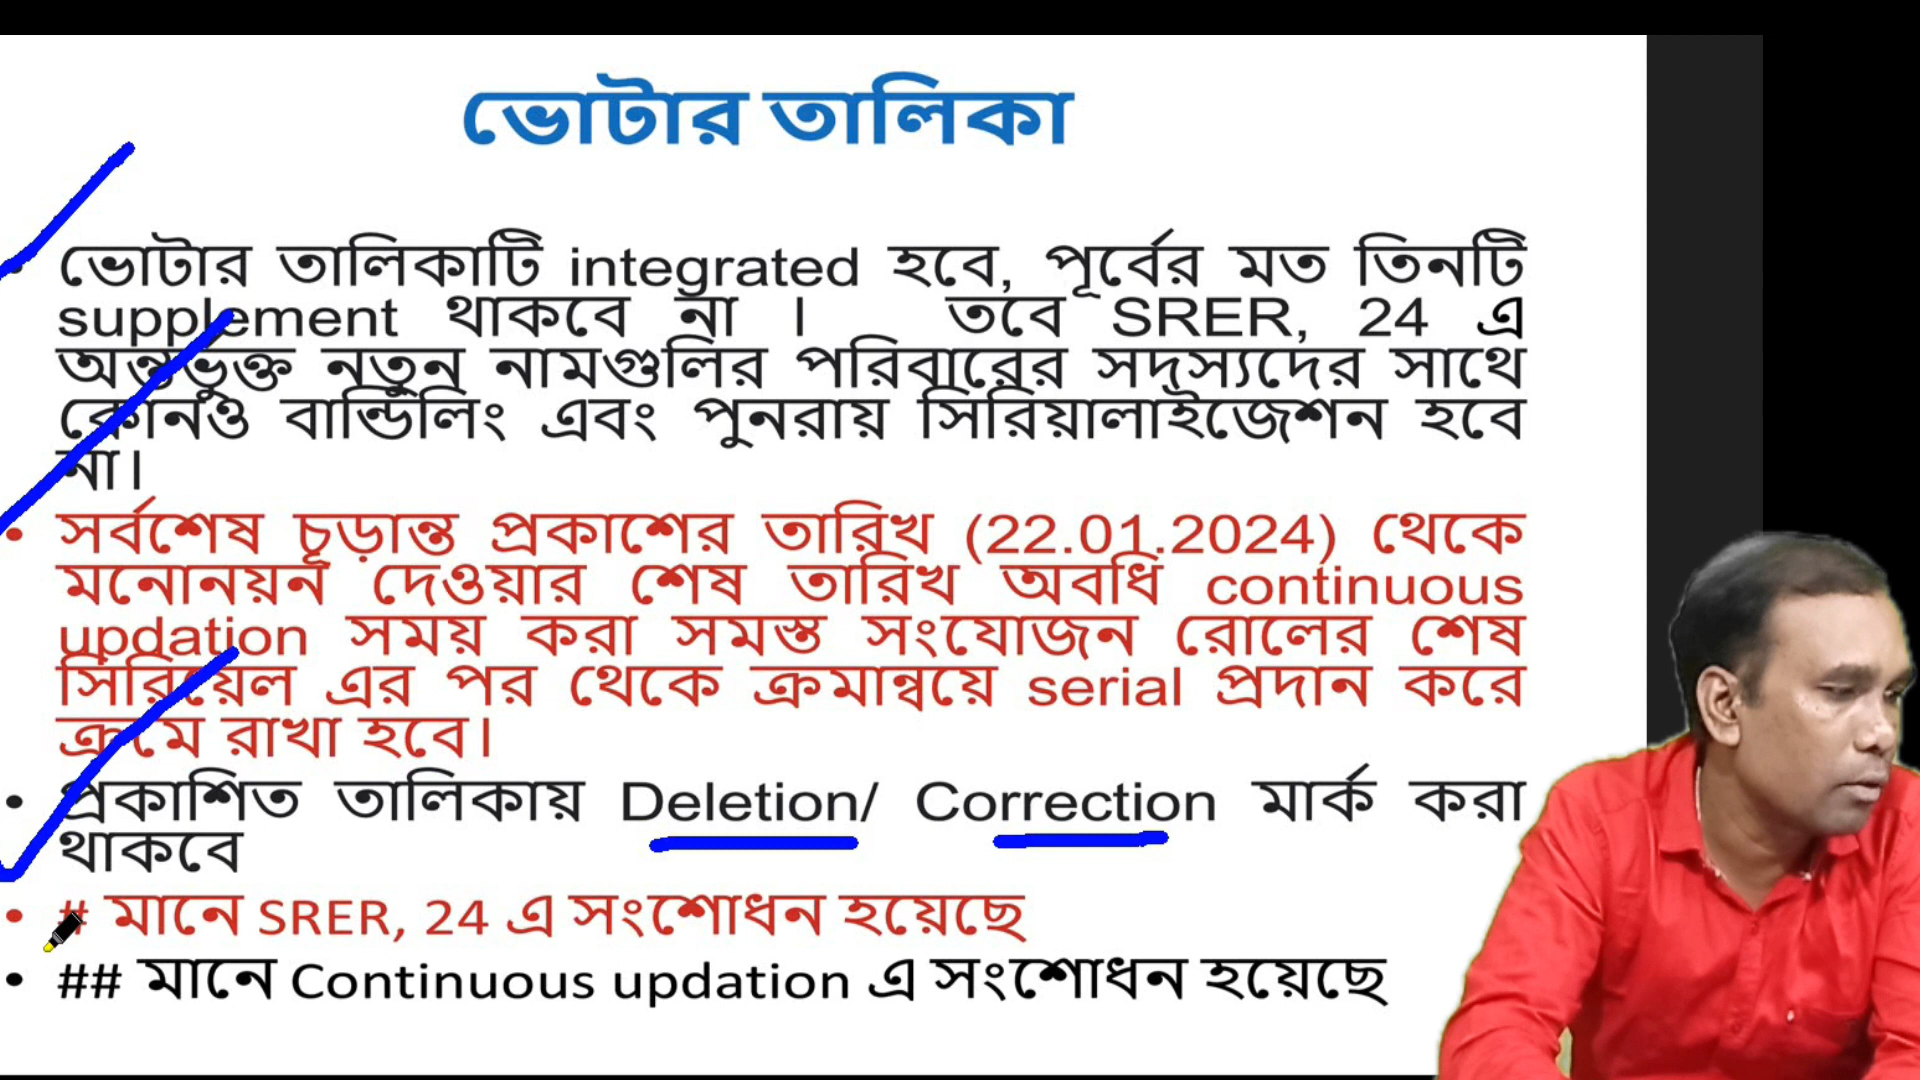 ভোটার তালিকা
• ভোটার তালিকাটি integrated হবে, পূর্বের মত তিনটি
supplement থাকবে না । তবে SRER, 24 এ
অন্তর্ভুক্ত নতুন নামগুলির পরিবারের সদস্যদের সাথে
কোনও বান্ডিলিং এবং পুনরায় সিরিয়ালাইজেশন হবে
না।
• সর্বশেষ চূড়ান্ত প্রকাশের তারিখ (22.01.2024) থেকে
মনোনয়ন দেওয়ার শেষ তারিখ অবধি continuous
updation সময় করা সমস্ত সংযোজন রোলের শেষ
সিরিয়েল এর পর থেকে ক্রমান্বয়ে serial প্রদান করে
ক্রমে রাখা হবে।
• প্রকাশিত তালিকায় Deletion/ Correction মার্ক করা
থাকবে
• # মানে SRER, 24 এ সংশোধন হয়েছে
• ## মানে Continuous updation এ সংশোধন হয়েছে